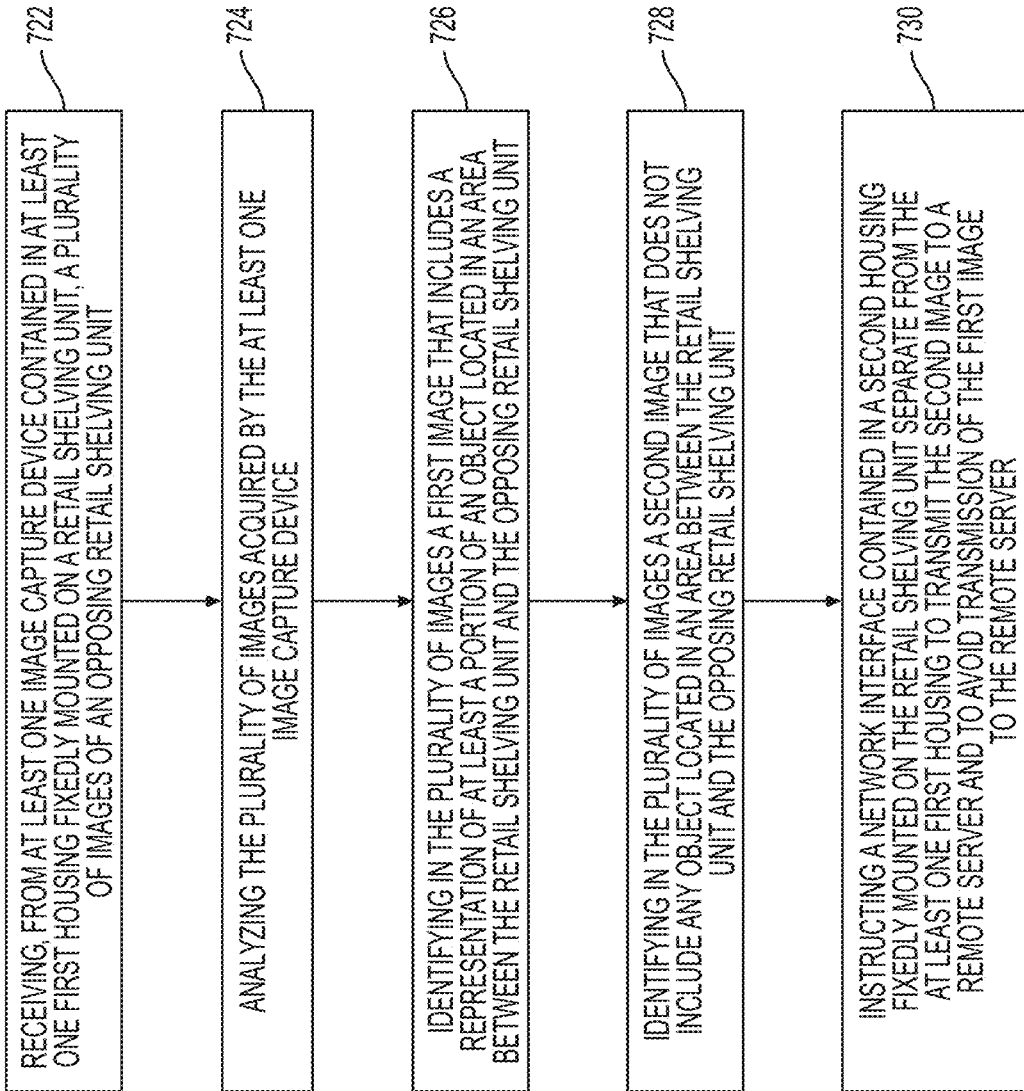 RECEIVING, FROM AT LEAST ONE IMAGE CAPTURE DEVICE CONTAINED IN AT LEAST
ONE FIRST HOUSING FIXEDLY MOUNTED ON A RETAIL SHELVING UNIT, A PLURALITY
OF IMAGES OF AN OPPOSING RETAIL SHELVING UNIT
722
ANALYZING THE PLURALITY OF IMAGES ACQUIRED BY THE AT LEAST ONE
IMAGE CAPTURE DEVICE
724
IDENTIFYING IN THE PLURALITY OF IMAGES A FIRST IMAGE THAT INCLUDES A
REPRESENTATION OF AT LEAST A PORTION OF AN OBJECT LOCATED IN AN AREA
BETWEEN THE RETAIL SHELVING UNIT AND THE OPPOSING RETAIL SHELVING UNIT
726
IDENTIFYING IN THE PLURALITY OF IMAGES A SECOND IMAGE THAT DOES NOT
INCLUDE ANY OBJECT LOCATED IN AN AREA BETWEEN THE RETAIL SHELVING
UNIT AND THE OPPOSING RETAIL SHELVING UNIT
728
INSTRUCTING A NETWORK INTERFACE CONTAINED IN A SECOND HOUSING
FIXEDLY MOUNTED ON THE RETAIL SHELVING UNIT SEPARATE FROM THE
AT LEAST ONE FIRST HOUSING TO TRANSMIT THE SECOND IMAGE TO A
REMOTE SERVER AND TO AVOID TRANSMISSION OF THE FIRST IMAGE
TO THE REMOTE SERVER
730